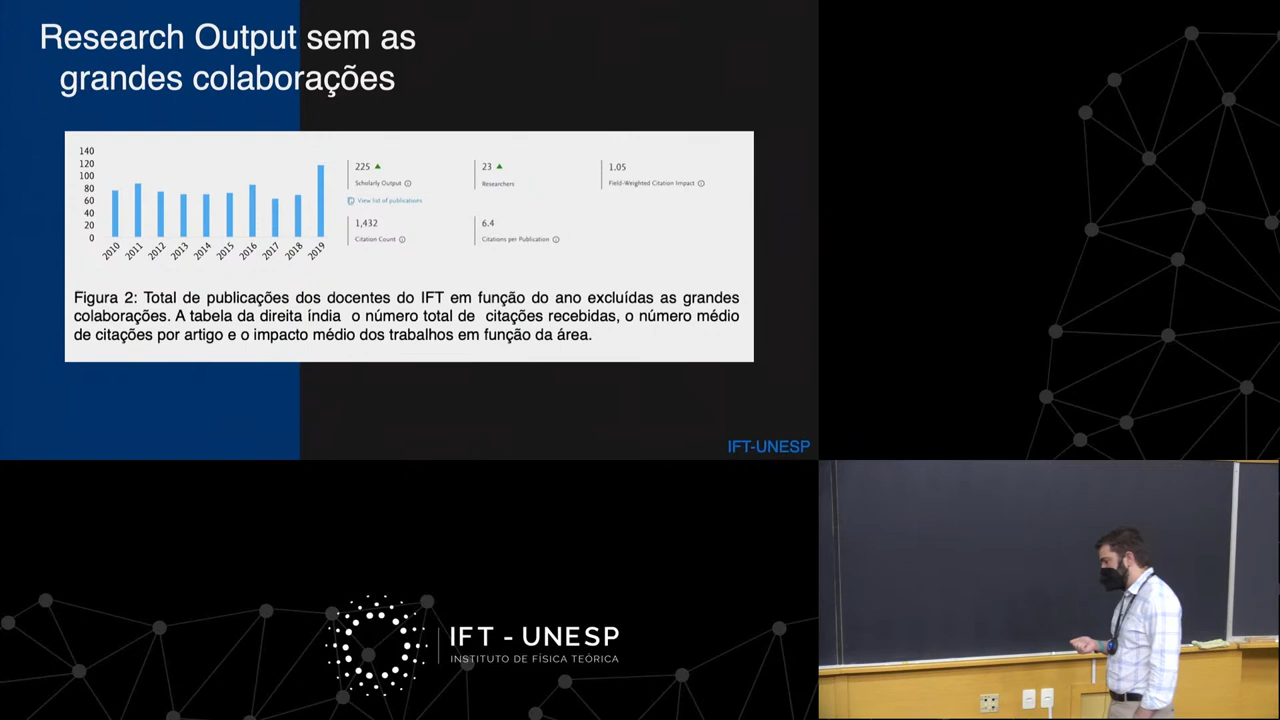 Research Output sem as
grandes colaborações
140
120
100
80
60
40
20
0
2010
2011
2012
2013
2014
2015
2016
2017
2018
2019
225
Scholarly Output
View list of publications
23
Researchers
1.05
Field-Weighted Citation Impact
1,432
Citation Count
6.4
Citations per Publication
Figura 2: Total de publicações dos docentes do IFT em função do ano excluídas as grandes
colaborações. A tabela da direita índia o número total de citações recebidas, o número médio
de citações por artigo e o impacto médio dos trabalhos em função da área.
IFT-UNESP
IFT - UNESP
INSTITUTO DE FÍSICA TEÓRICA